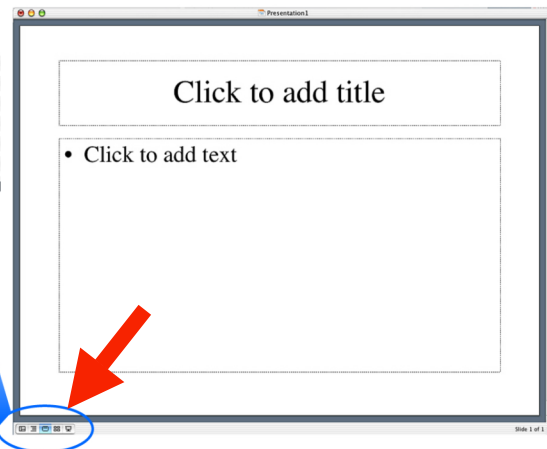 Presentation1
Click to add title
• Click to add text
Slide 1 of 1